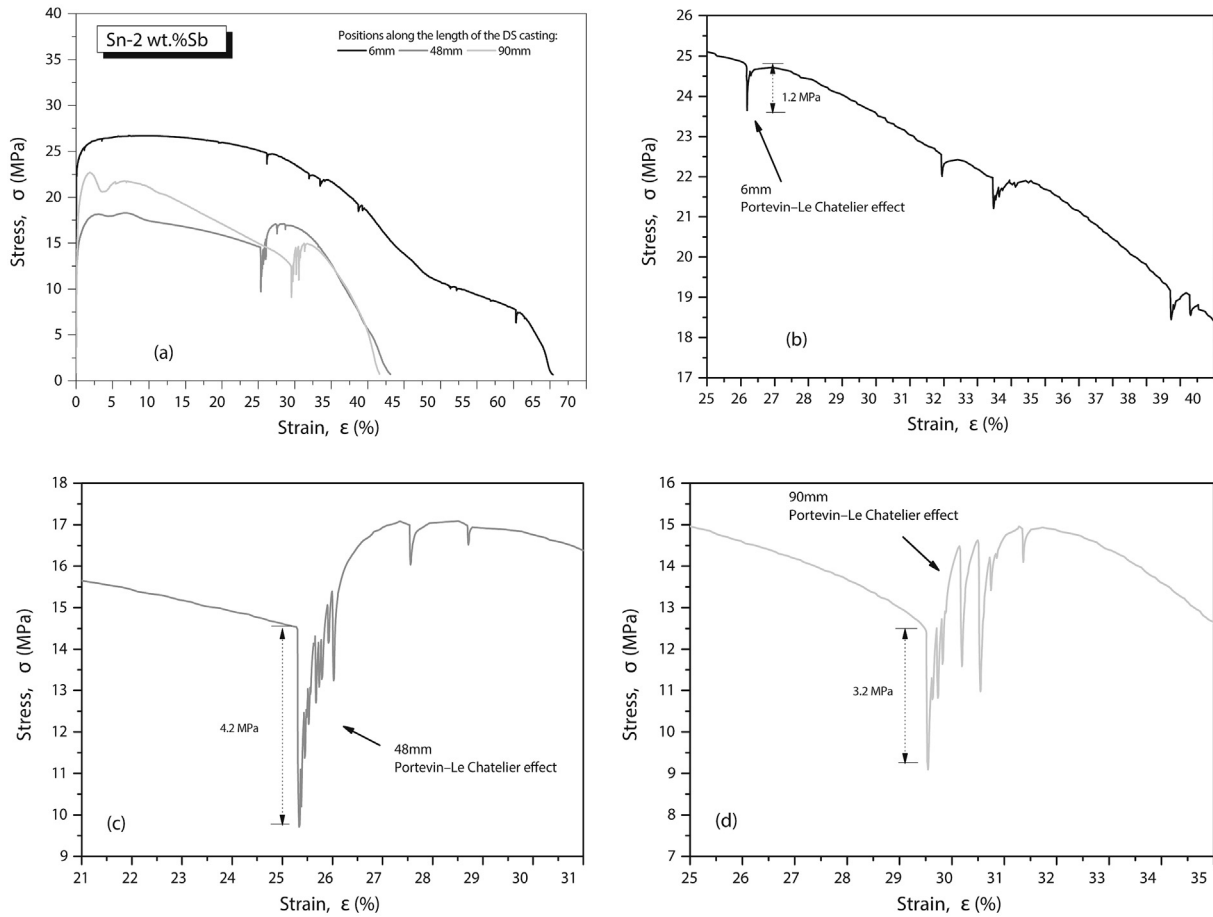 Sn-2 wt.%Sb
Positions along the length of the DS casting:
6mm 48mm 90mm
40
35
30
25
20
15
10
5
0
Stress, σ (MPa)
(a)
0 5 10 15 20 25 30 35 40 45 50 55 60 65 70
Strain, ε (%)
26
25
24
23
22
21
20
19
18
17
Stress, σ (MPa)
1.2 MPa
6mm
Portevin–Le Chatelier effect
(b)
25 26 27 28 29 30 31 32 33 34 35 36 37 38 39 40
Strain, ε (%)
18
17
16
15
14
13
12
11
10
9
Stress, σ (MPa)
4.2 MPa
48mm
Portevin–Le Chatelier effect
(c)
21 22 23 24 25 26 27 28 29 30 31
Strain, ε (%)
16
15
14
13
12
11
10
9
8
7
Stress, σ (MPa)
90mm
Portevin–Le Chatelier effect
3.2 MPa
(d)
25 26 27 28 29 30 31 32 33 34 35
Strain, ε (%)